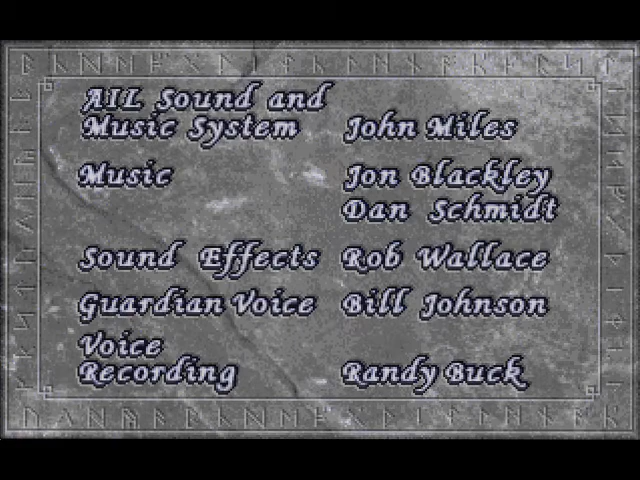 AIL Sound and
Music System John Miles
Music Jon Blackley
Dan Schmidt
Sound Effects Rob Wallace
Guardian Voice Bill Johnson
Voice
Recording Randy Buck